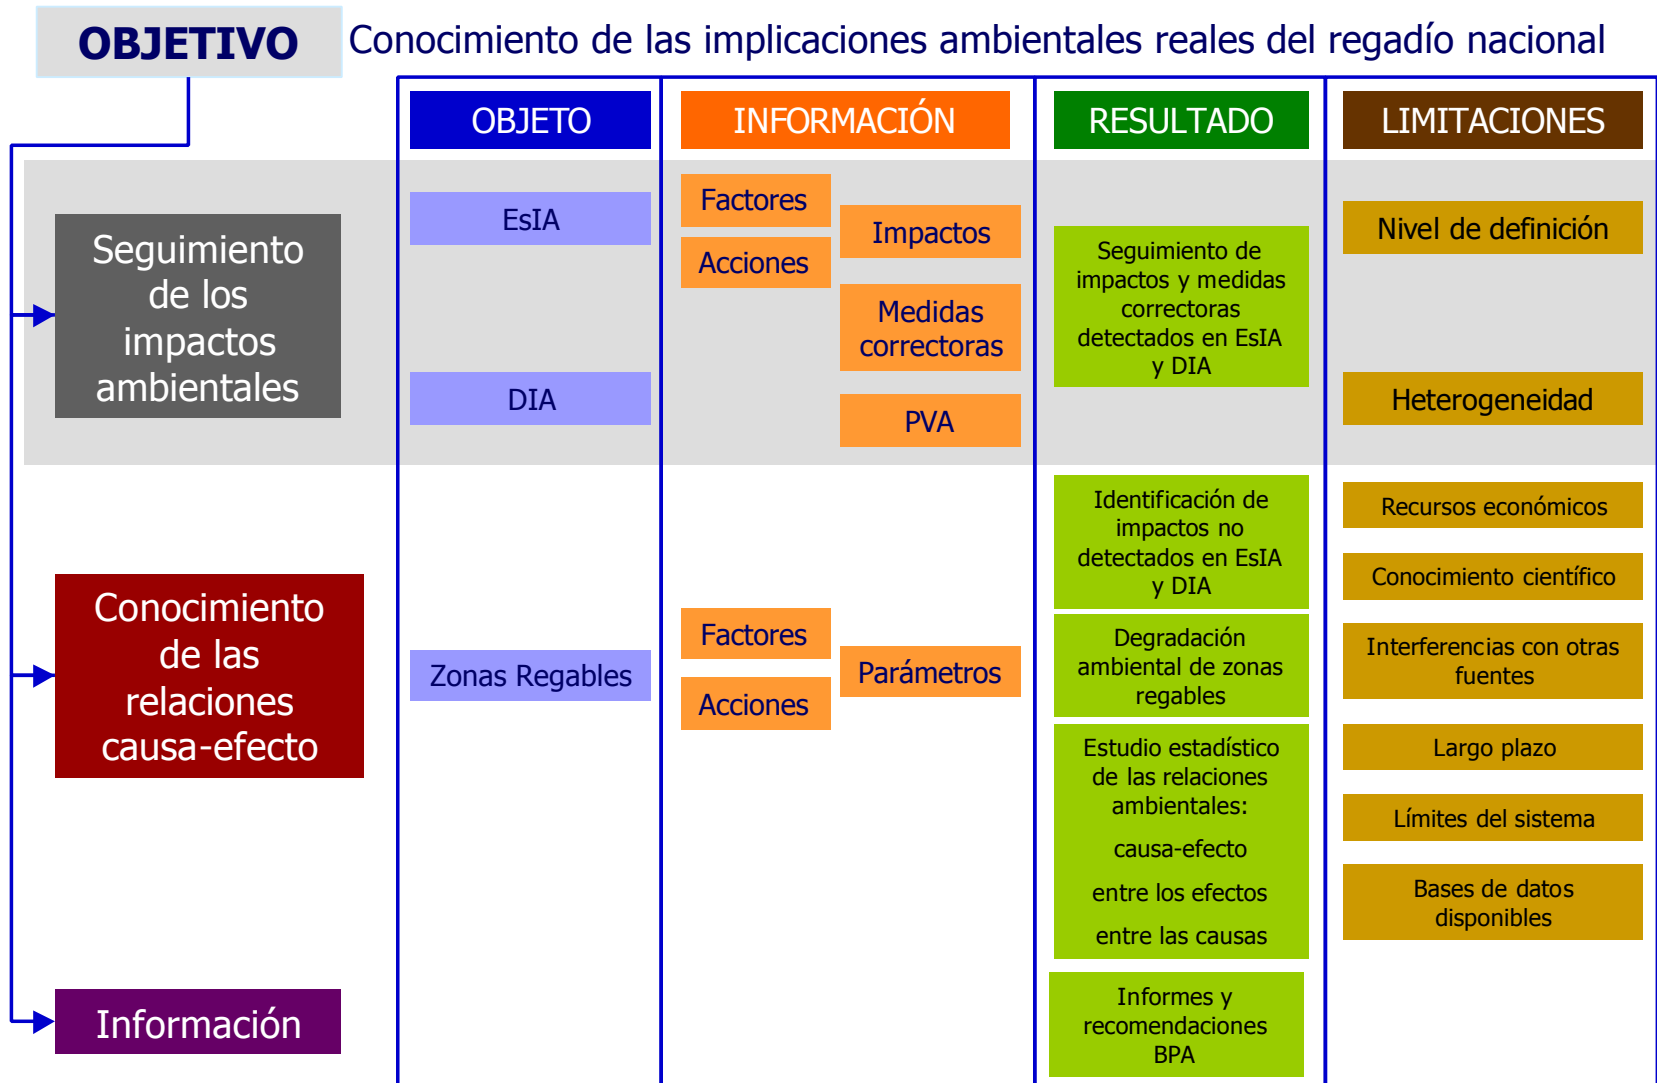 OBJETIVO
Conocimiento de las implicaciones ambientales reales del regadío nacional
OBJETO
INFORMACIÓN
RESULTADO
LIMITACIONES
Seguimiento
de los
impactos
ambientales
EsIA
DIA
Factores
Acciones
Impactos
Medidas
correctoras
PVA
Seguimiento de
impactos y medidas
correctoras
detectados en EsIA
y DIA
Nivel de definición
Heterogeneidad
Conocimiento
de las
relaciones
causa-efecto
Zonas Regables
Factores
Acciones
Parámetros
Identificación de
impactos no
detectados en EsIA
y DIA
Degradación
ambiental de zonas
regables
Estudio estadístico
de las relaciones
ambientales:
causa-efecto
entre los efectos
entre las causas
Recursos económicos
Conocimiento científico
Interferencias con otras
fuentes
Largo plazo
Límites del sistema
Bases de datos
disponibles
Información
Informes y
recomendaciones
BPA